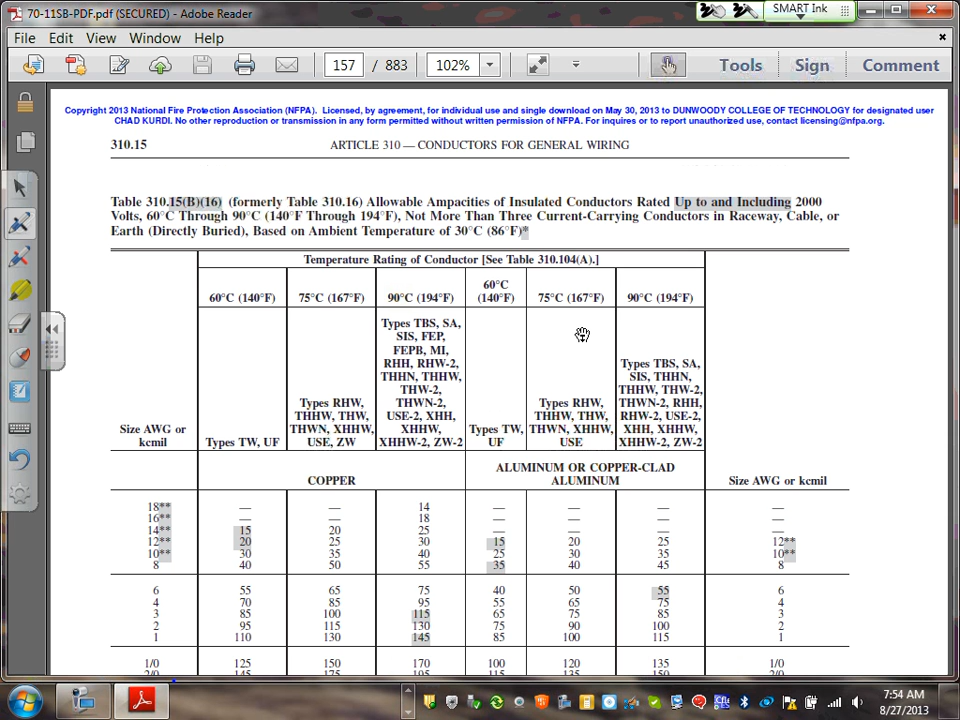 70-11SB-PDF.pdf (SECURED) - Adobe Reader
SMART Ink
File Edit View Window Help
157 / 883 102% Tools Sign Comment
Copyright 2013 National Fire Protection Association (NFPA). Licensed, by agreement, for individual use and single download on May 30, 2013 to DUNWOODY COLLEGE OF TECHNOLOGY for designated user
CHAD KURDI. No other reproduction or transmission in any form permitted without written permission of NFPA. For inquires or to report unauthorized use, contact licensing@nfpa.org.
310.15 ARTICLE 310 — CONDUCTORS FOR GENERAL WIRING
Table 310.15(B)(16) (formerly Table 310.16) Allowable Ampacities of Insulated Conductors Rated Up to and Including 2000
Volts, 60°C Through 90°C (140°F Through 194°F), Not More Than Three Current-Carrying Conductors in Raceway, Cable, or
Earth (Directly Buried), Based on Ambient Temperature of 30°C (86°F)*
Temperature Rating of Conductor [See Table 310.104(A).]
60°C (140°F) 75°C (167°F) 90°C (194°F) 60°C (140°F) 75°C (167°F) 90°C (194°F)
Size AWG or kcmil
Types TW, UF
Types RHW, THHW, THW, THWN, XHHW, USE, ZW
Types TBS, SA, SIS, FEP, FEPB, MI, RHH, RHW-2, THHN, THHW, THW-2, THWN-2, USE-2, XHH, XHHW, XHHW-2, ZW-2
Types TW, UF
Types RHW, THHW, THW, THWN, XHHW, USE
Types TBS, SA, SIS, THHN, THHW, THW-2, THWN-2, RHH, RHW-2, USE-2, XHH, XHHW, XHHW-2, ZW-2
COPPER
ALUMINUM OR COPPER-CLAD ALUMINUM
Size AWG or kcmil
18** — — 14 — — — —
16** — — 18 — — — —
14** 15 20 25 — — — —
12** 20 25 30 15 20 25 12**
10** 30 35 40 25 30 35 10**
8 40 50 55 35 40 45 8
6 55 65 75 40 50 55 6
4 70 85 95 55 65 75 4
3 85 100 115 65 75 85 3
2 95 115 130 75 90 100 2
1 110 130 145 85 100 115 1
1/0 125 150 170 100 120 135 1/0
7:54 AM
8/27/2013